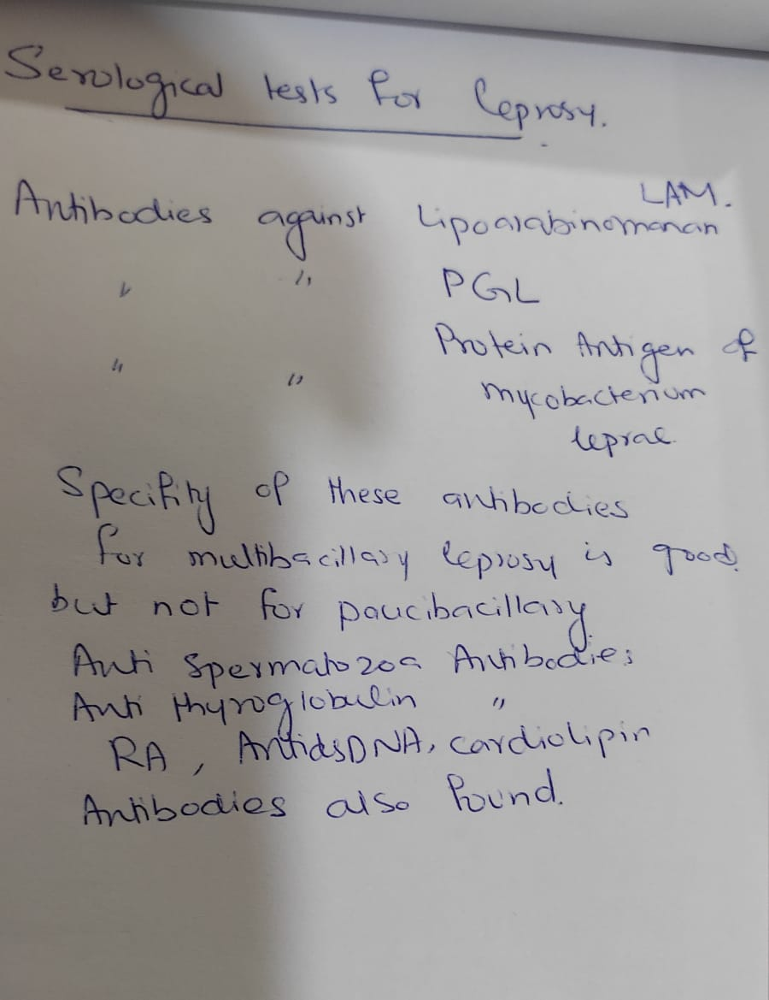 Serological tests for leprosy.
LAM.
Antibodies against Lipoarabinomanan
" " PGL
" " Protein Antigen of
mycobacterium
leprae.
Specifity of these antibodies
for multibacillary leprosy is good.
but not for paucibacillary
Anti spermatozoa Antibodies
Anti thyroglobulin "
RA, AntidsDNA, cardiolipin
Antibodies also found.